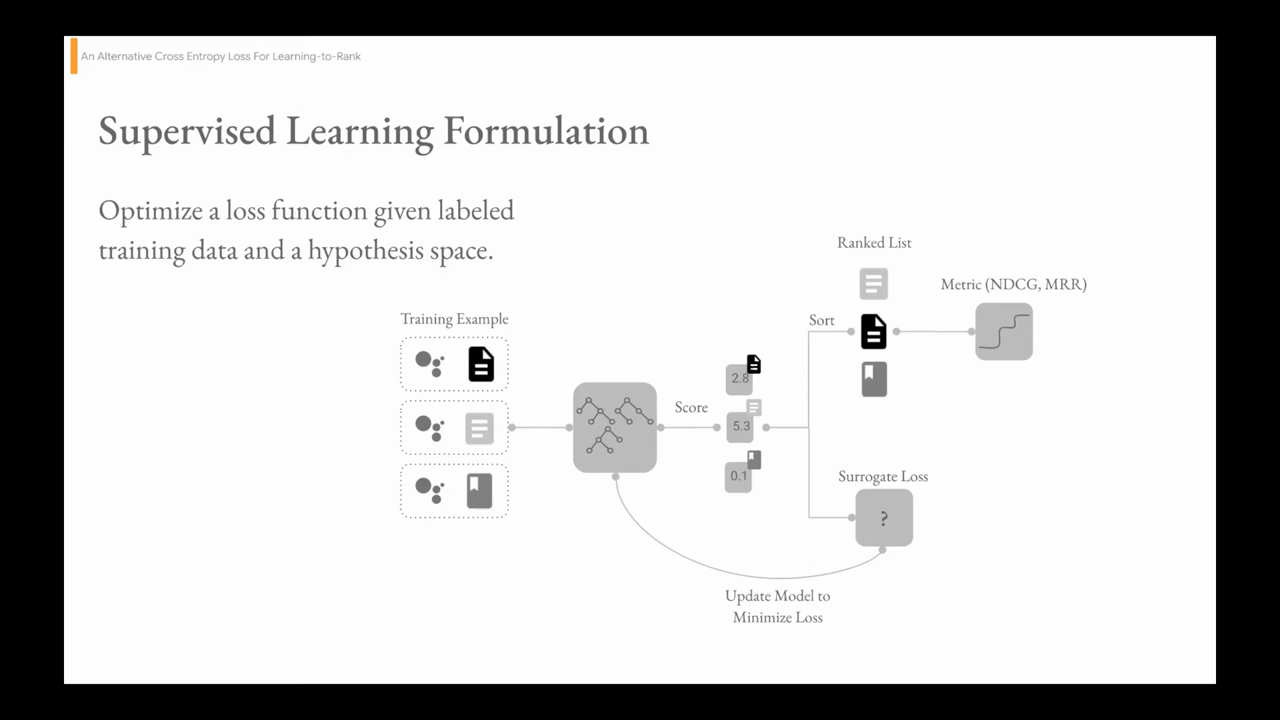 An Alternative Cross Entropy Loss For Learning-to-Rank
Supervised Learning Formulation
Optimize a loss function given labeled
training data and a hypothesis space.
Ranked List
Metric (NDCG, MRR)
Training Example
Sort
2.8
Score
5.3
0.1
Surrogate Loss
?
Update Model to
Minimize Loss